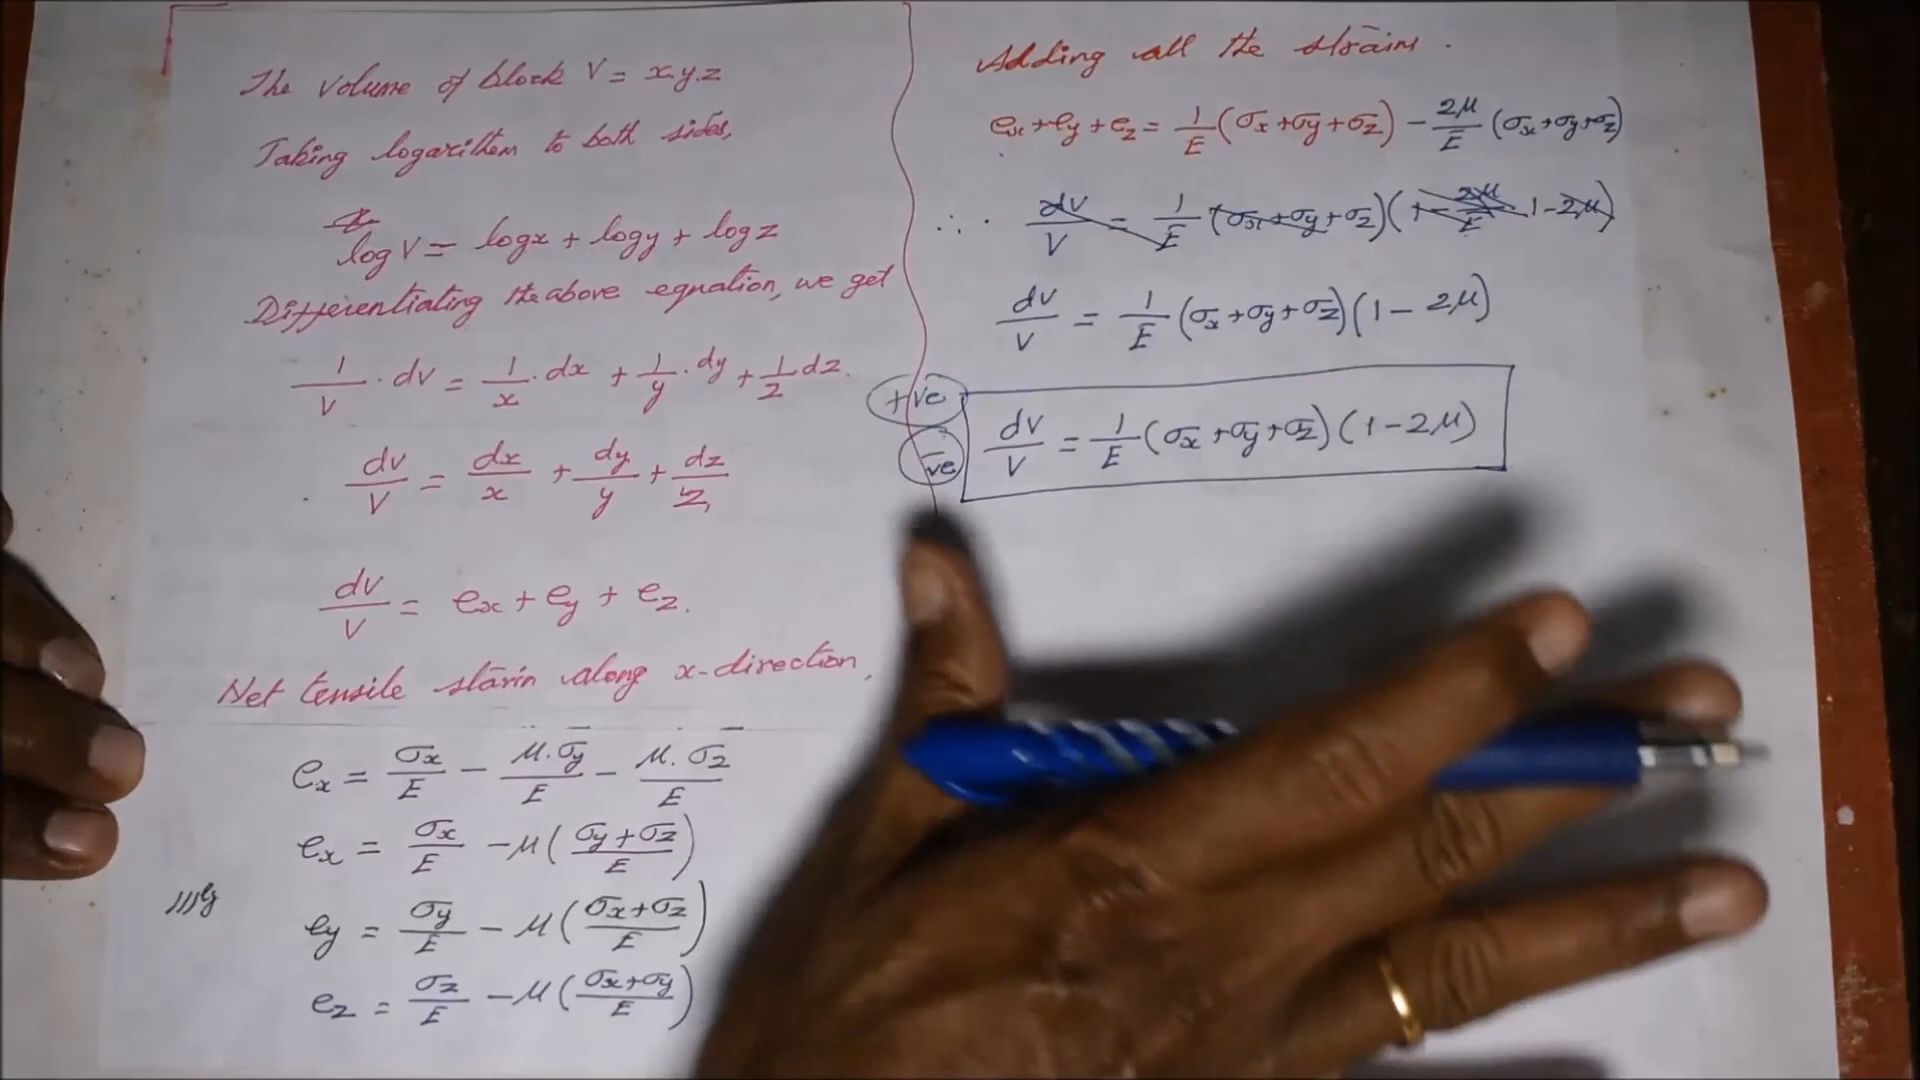 The volume of block V = x.y.z
Taking logarithm to both sides,
log V = log x + log y + log z
Differentiating the above equation, we get
1/V . dv = 1/x . dx + 1/y . dy + 1/z dz.
dv/V = dx/x + dy/y + dz/z,
dv/V = ex + ey + ez.
Net tensile starin along x-direction,
ex = σx/E - μ.σy/E - μ.σz/E
ex = σx/E - μ(σy+σz/E)
ey = σy/E - μ(σx+σz/E)
ez = σz/E - μ(σx+σy/E)
Adding all the strains.
ex + ey + ez = 1/E (σx + σy + σz) - 2μ/E (σx + σy + σz)
∴ dv/V = 1/E (σx + σy + σz)(1 - 2μ/E 1 - 2μ)
dv/V = 1/E (σx + σy + σz)(1 - 2μ)
+ve
-ve
dv/V = 1/E (σx + σy + σz)(1 - 2μ)